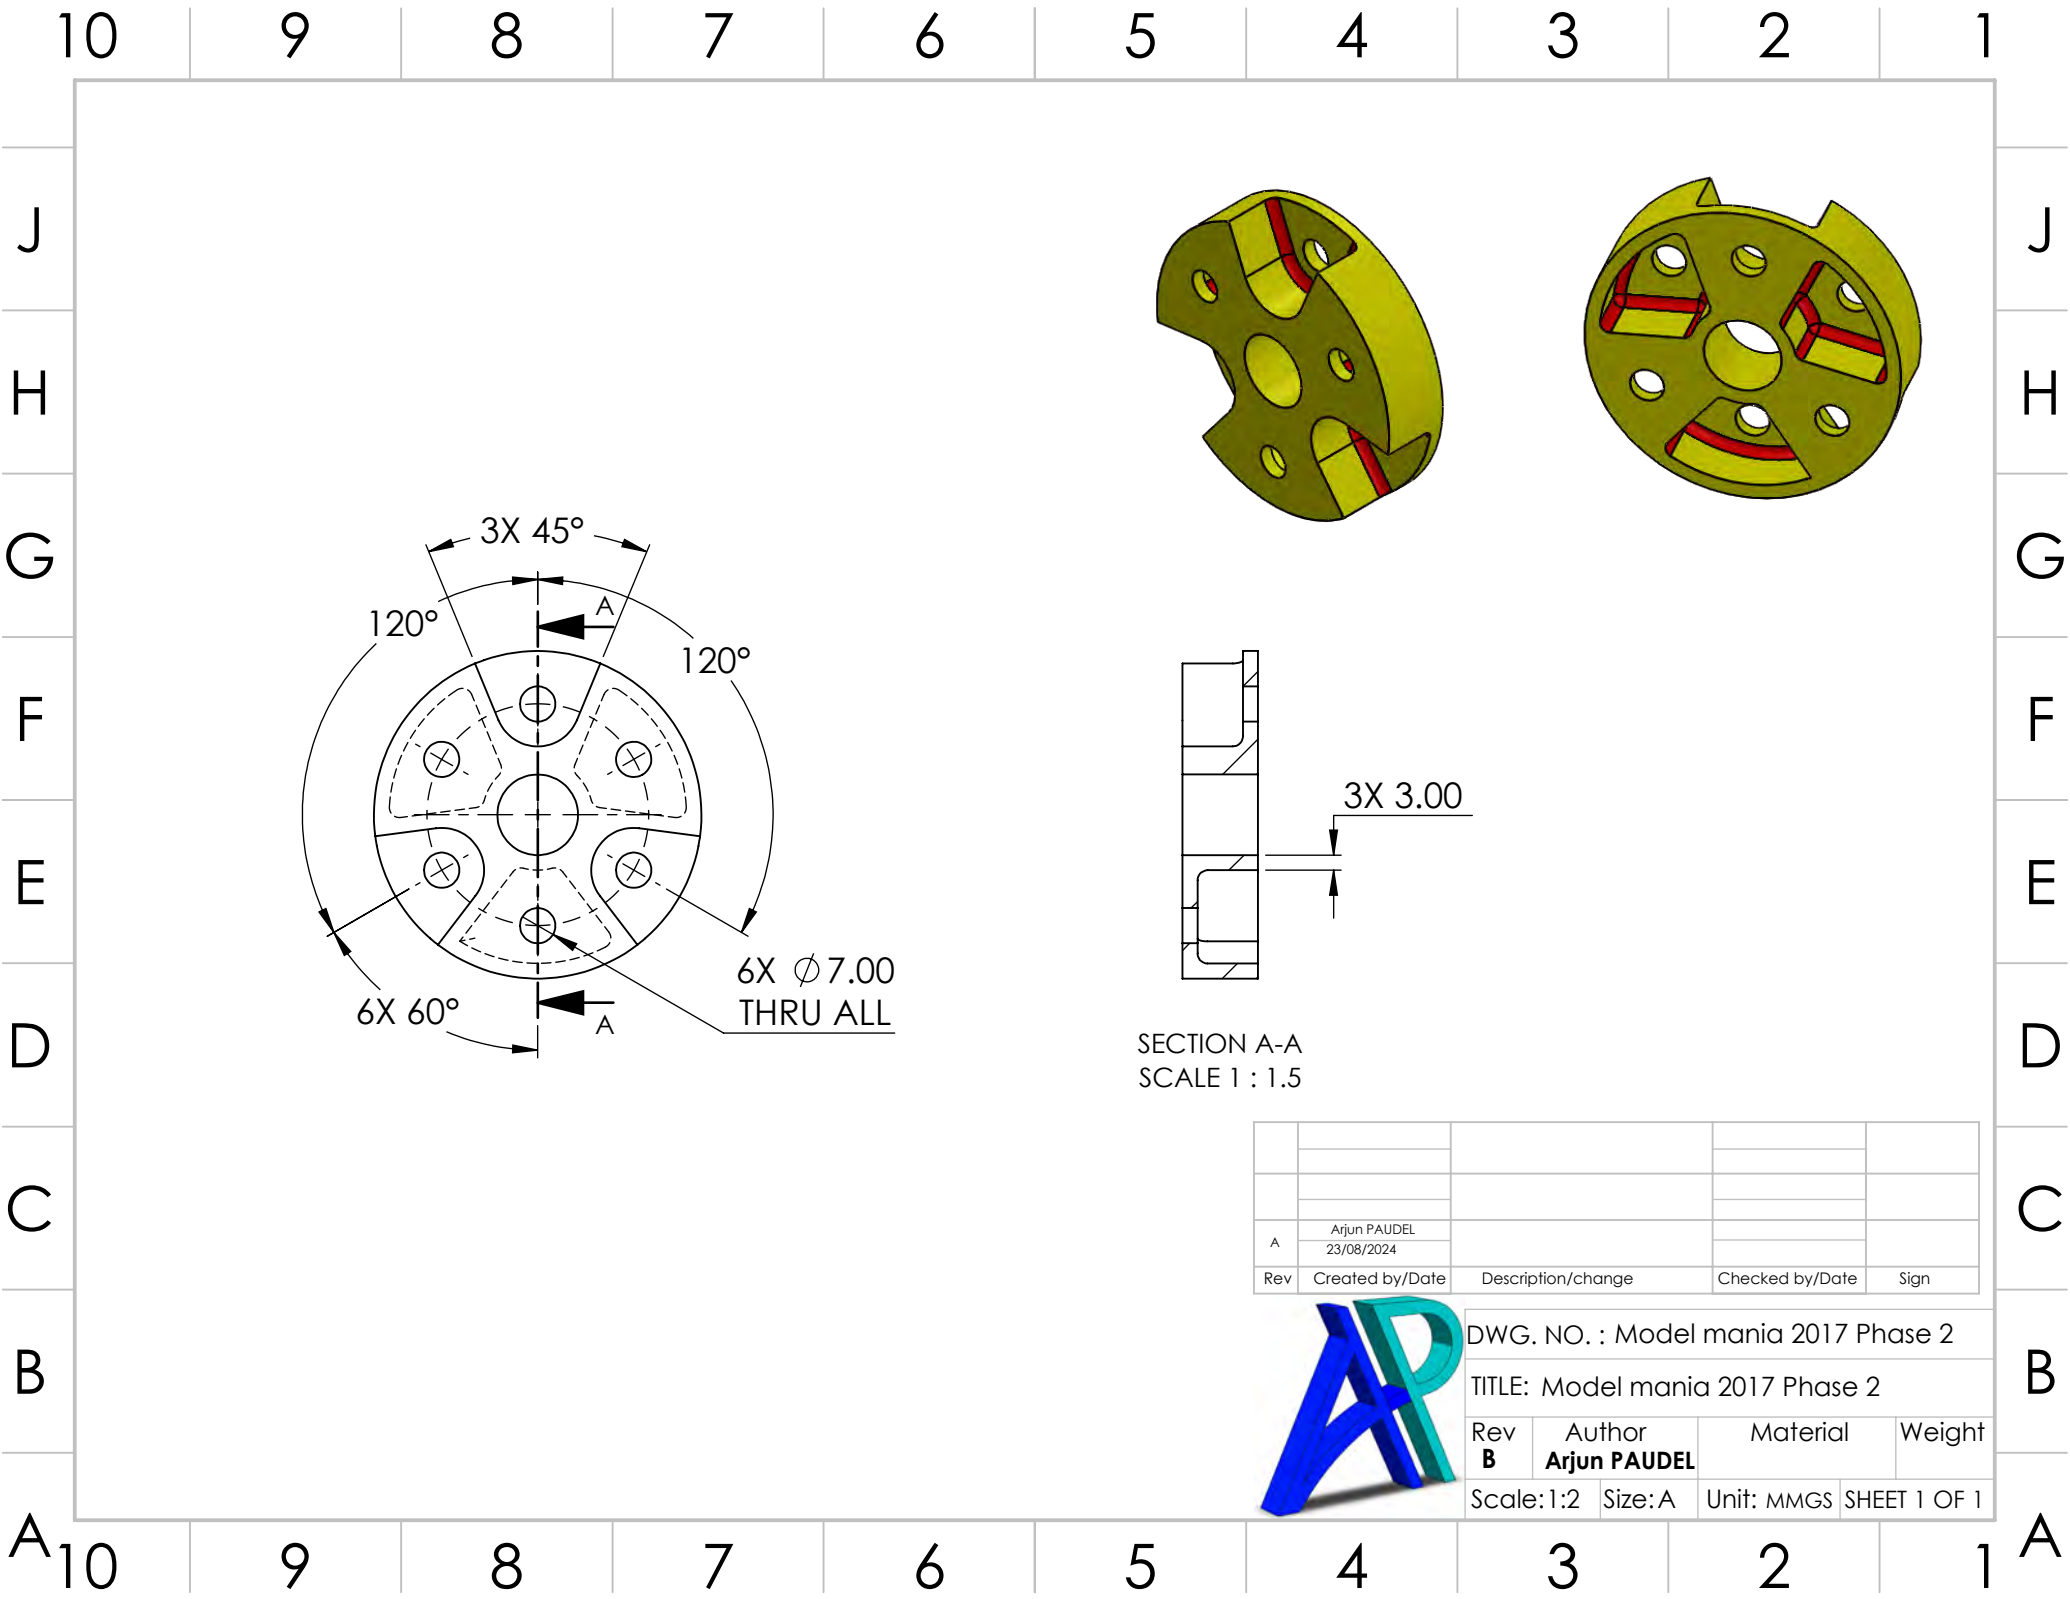 10 9 8 7 6 5 4 3 2 1
J J
H H
G G
F F
E E
D D
C C
B B
A A
3X 45°
120°
A
120°
6X 60°
A
6X ∅7.00
THRU ALL
3X 3.00
SECTION A-A
SCALE 1 : 1.5
A
Arjun PAUDEL
23/08/2024
Rev Created by/Date Description/change Checked by/Date Sign
AP
DWG. NO. : Model mania 2017 Phase 2
TITLE: Model mania 2017 Phase 2
Rev Author Material Weight
B Arjun PAUDEL
Scale:1:2 Size:A Unit: MMGS SHEET 1 OF 1
10 9 8 7 6 5 4 3 2 1